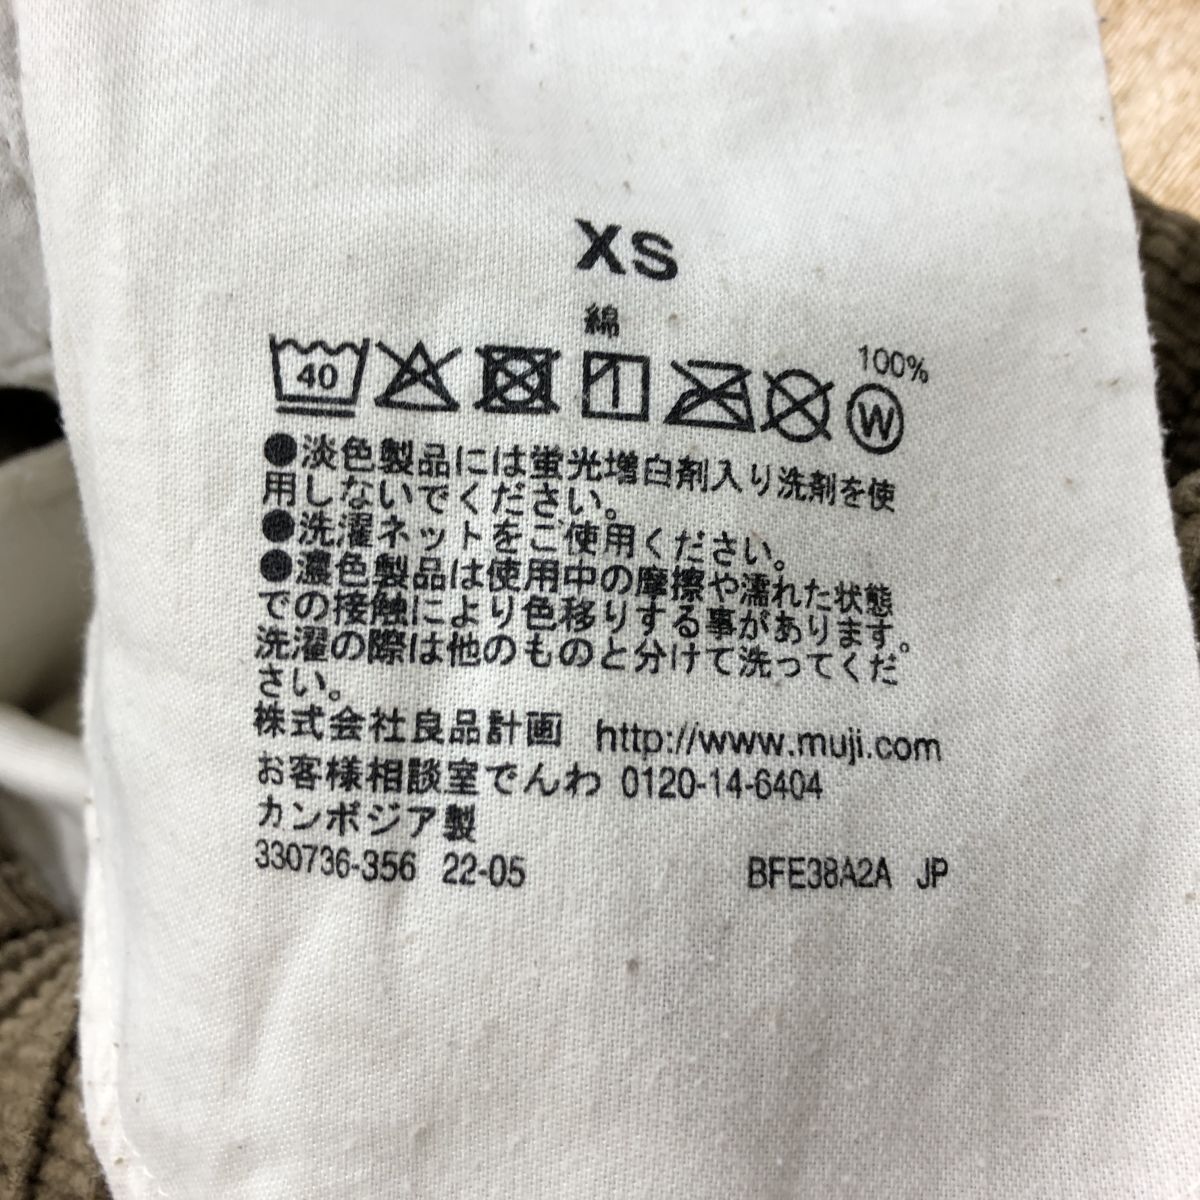 XS
綿
100%
40
W
●淡色製品には蛍光増白剤入り洗剤を使
用しないでください。
●洗濯ネットをご使用ください。
●濃色製品は使用中の摩擦や濡れた状態
での接触により色移りする事があります。
洗濯の際は他のものと分けて洗ってくだ
さい。
株式会社良品計画 http://www.muji.com
お客様相談室でんわ 0120-14-6404
カンボジア製
330736-356 22-05 BFE38A2A JP